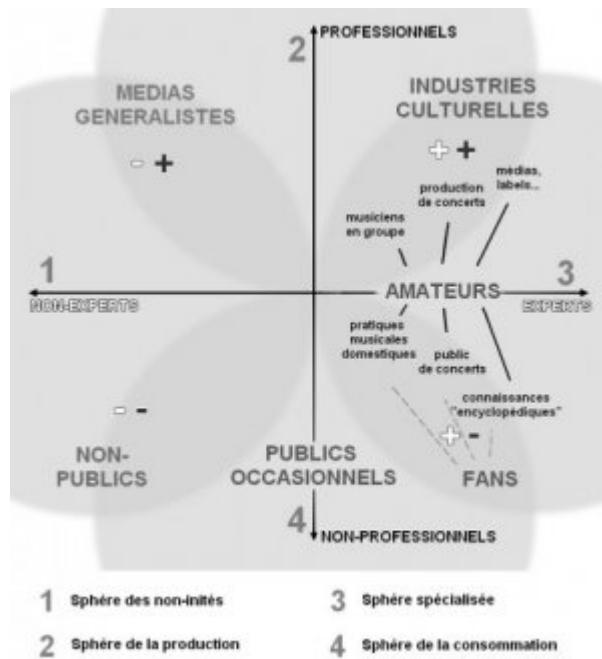 PROFESSIONNELS
2
MEDIAS
GENERALISTES
- +
INDUSTRIES
CULTURELLES
+ +
médias,
labels...
production
de concerts
musiciens
en groupe
1
3
NON-EXPERTS
AMATEURS
EXPERTS
pratiques
musicales
domestiques
public
de concerts
connaissances
"encyclopédiques"
- -
+ -
NON-
PUBLICS
PUBLICS
OCCASIONNELS
FANS
4
NON-PROFESSIONNELS
1 Sphère des non-inités
3 Sphère spécialisée
2 Sphère de la production
4 Sphère de la consommation